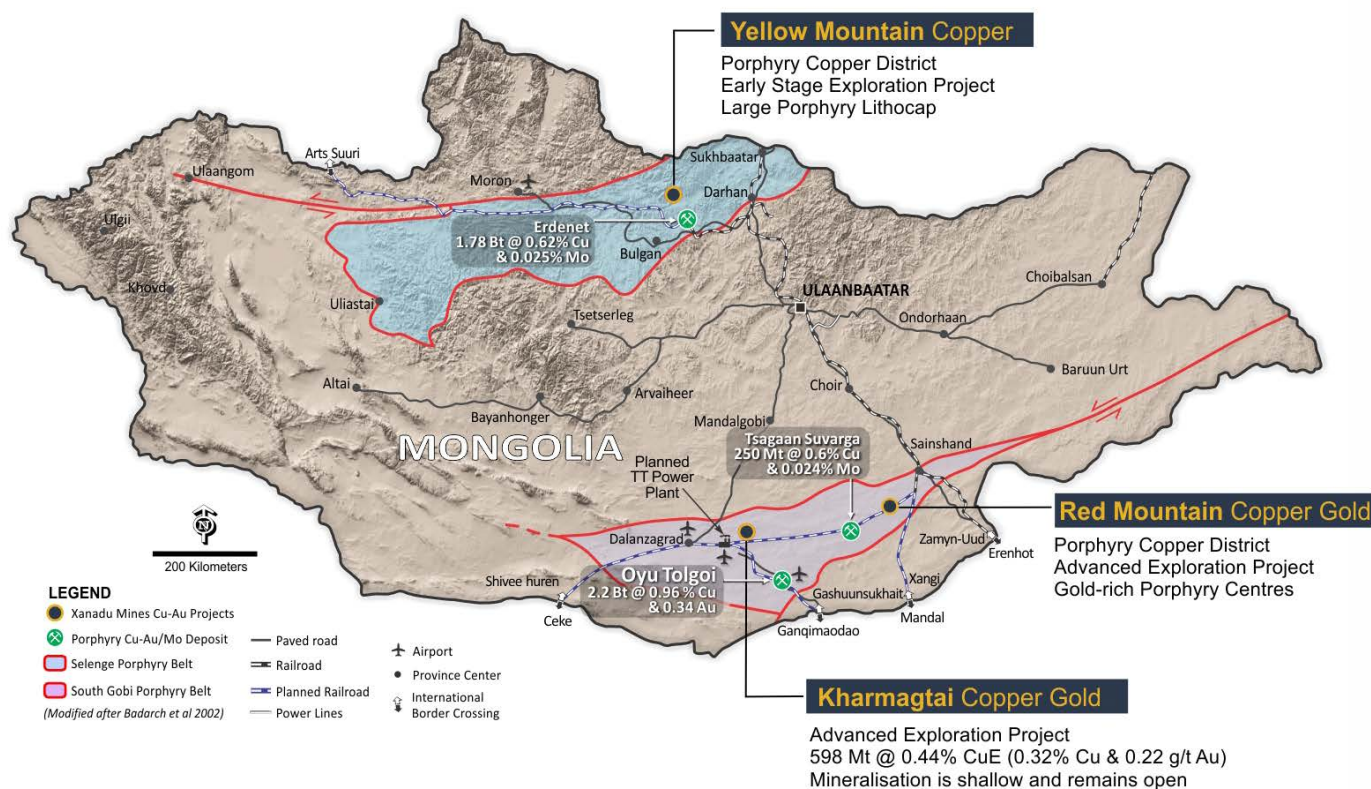 Yellow Mountain Copper
Porphyry Copper District
Early Stage Exploration Project
Large Porphyry Lithocap
Arts Suuri
Ulaangom
Moron
Sukhbaatar
Darhan
Ulgii
Erdenet
1.78 Bt @ 0.62% Cu
& 0.025% Mo
Bulgan
Khovd
Uliastai
ULAANBAATAR
Choibalsan
Tsetserleg
Ondorhaan
Baruun Urt
Altai
Arvaiheer
Choir
Bayanhonger
Mandalgobi
MONGOLIA
Tsagaan Suvarga
250 Mt @ 0.6% Cu
& 0.024% Mo
Sainshand
Planned
TT Power
Plant
Red Mountain Copper Gold
Porphyry Copper District
Advanced Exploration Project
Gold-rich Porphyry Centres
N
200 Kilometers
Dalanzagrad
Zamyn-Uud
Erenhot
Shivee huren
Oyu Tolgoi
2.2 Bt @ 0.96 % Cu
& 0.34 Au
Xangi
Gashuunsukhait
Ceke
Mandal
Ganqimaodao
LEGEND
Xanadu Mines Cu-Au Projects
Porphyry Cu-Au/Mo Deposit
Selenge Porphyry Belt
South Gobi Porphyry Belt
(Modified after Badarch et al 2002)
Paved road
Railroad
Planned Railroad
Power Lines
Airport
Province Center
International
Border Crossing
Kharmagtai Copper Gold
Advanced Exploration Project
598 Mt @ 0.44% CuE (0.32% Cu & 0.22 g/t Au)
Mineralisation is shallow and remains open